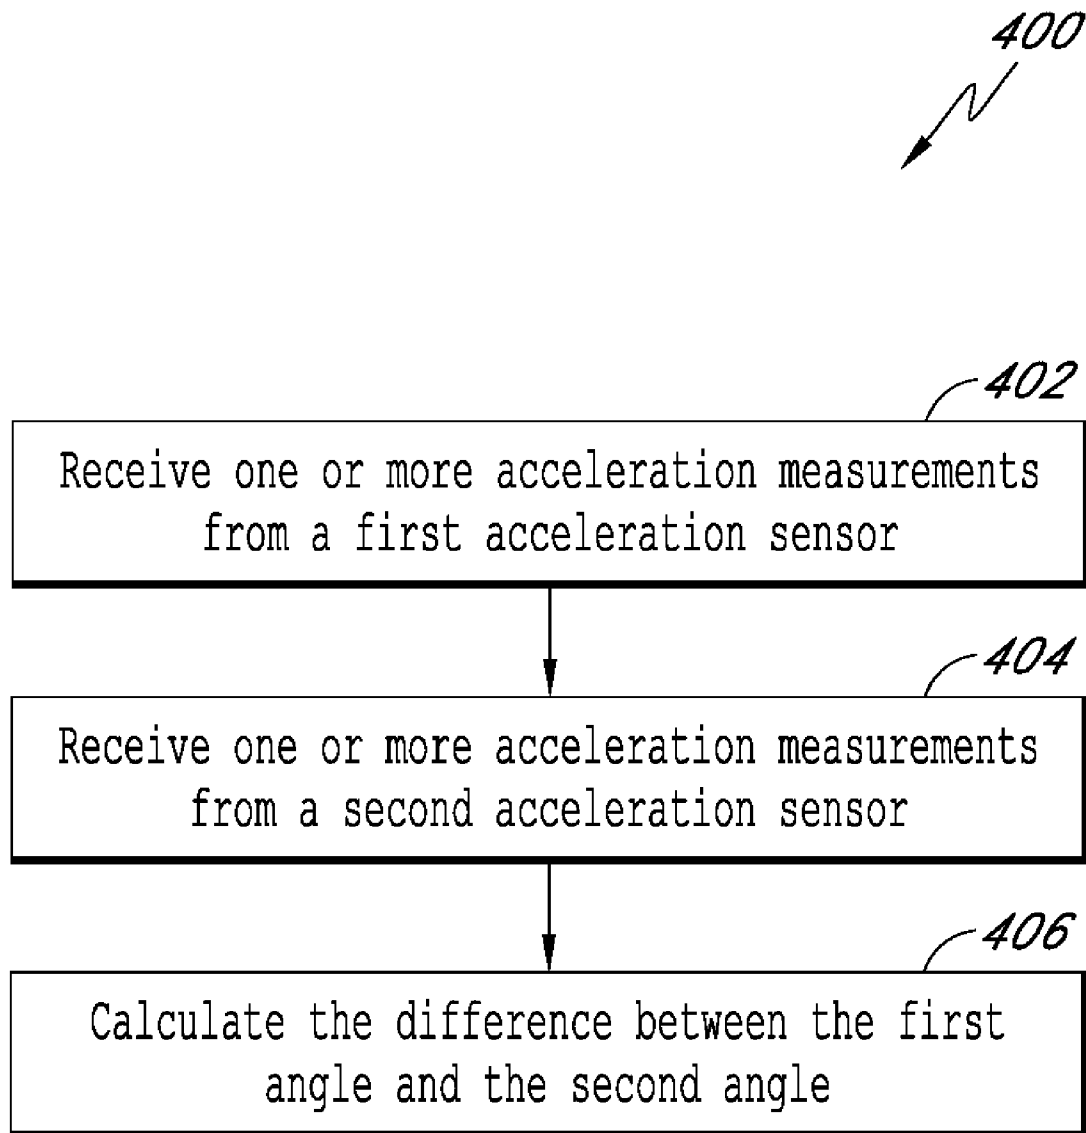 400
402
Receive one or more acceleration measurements
from a first acceleration sensor
404
Receive one or more acceleration measurements
from a second acceleration sensor
406
Calculate the difference between the first
angle and the second angle